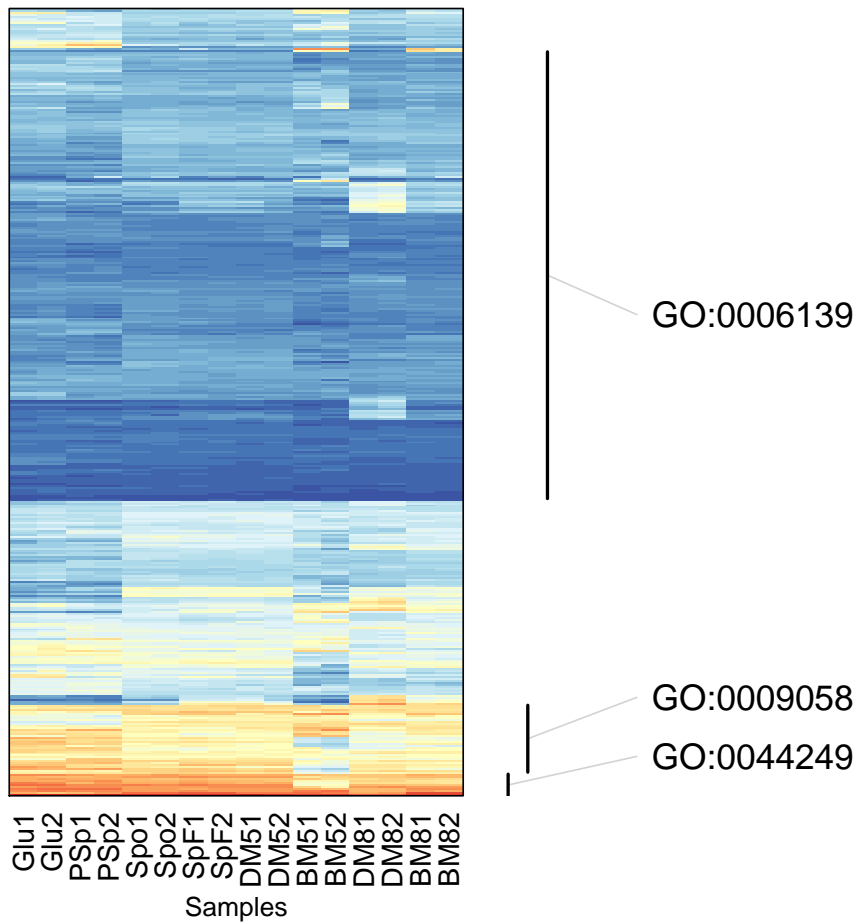 GO:0006139
GO:0009058
GO:0044249
Glu1
Glu2
PSp1
PSp2
Spo1
Spo2
SpF1
SpF2
DM51
DM52
BM51
BM52
DM81
DM82
BM81
BM82
Samples